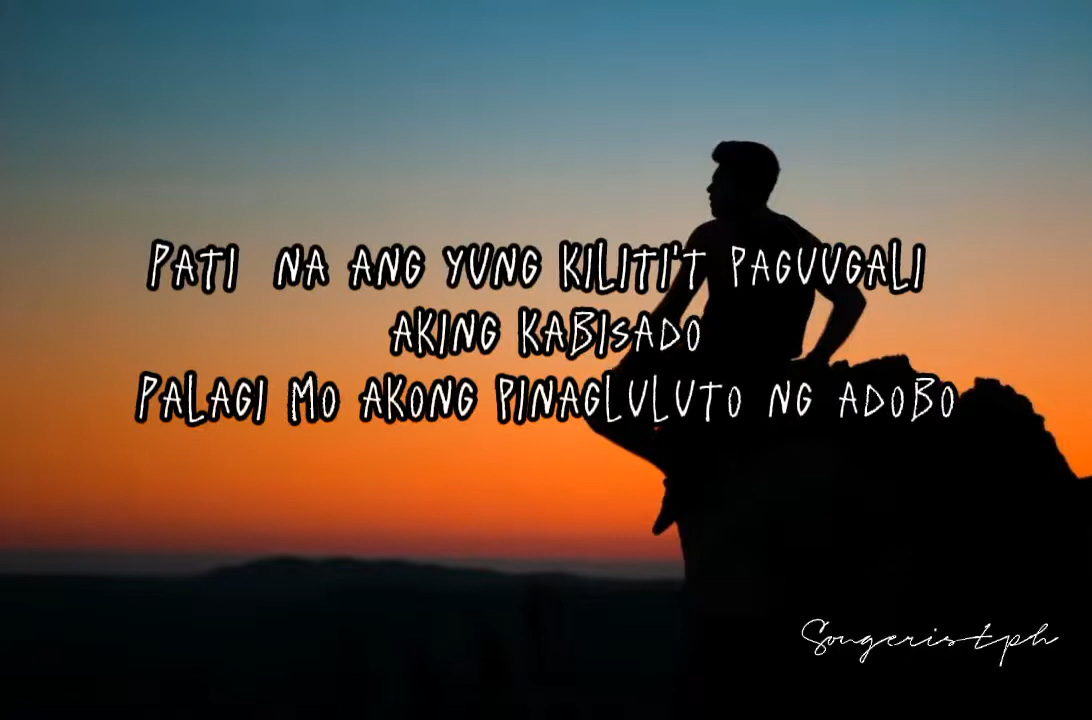 PATI NA ANG YUNG KILITI'T PAGUUGALI
AKING KABISADO
PALAGI MO AKONG PINAGLULUTO NG ADOBO
Songeristph